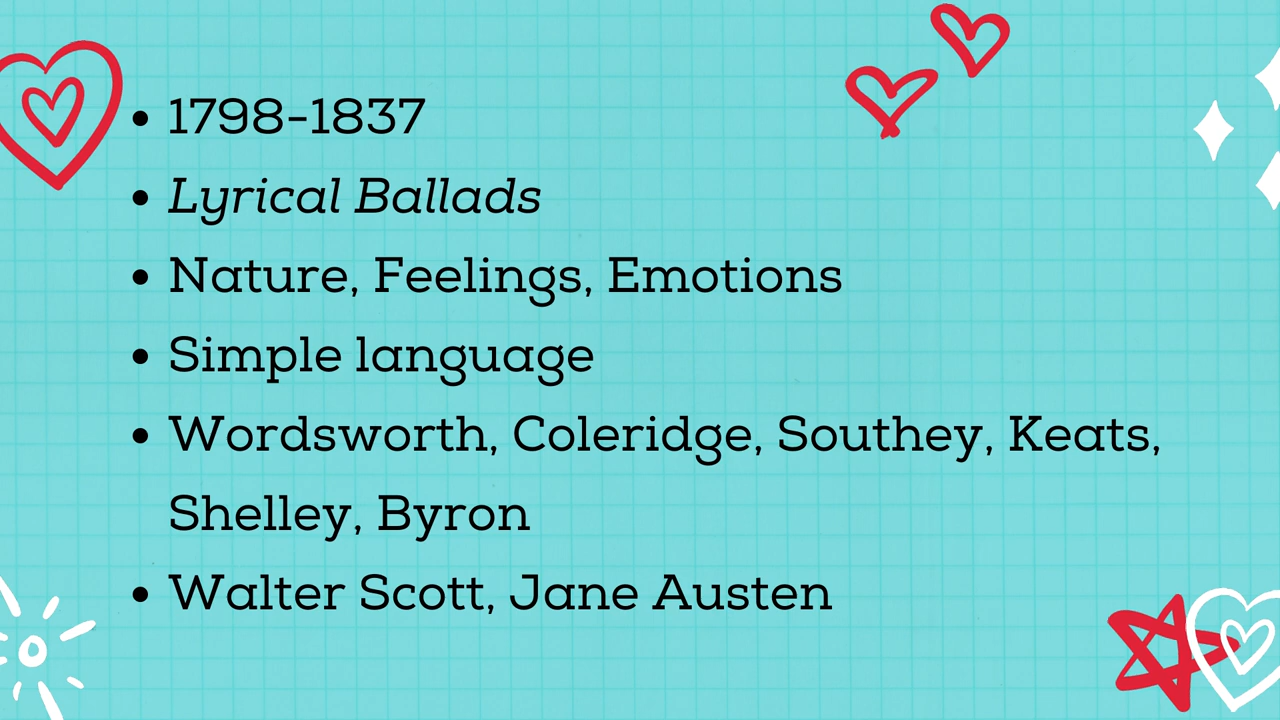 • 1798-1837
• Lyrical Ballads
• Nature, Feelings, Emotions
• Simple language
• Wordsworth, Coleridge, Southey, Keats,
Shelley, Byron
• Walter Scott, Jane Austen